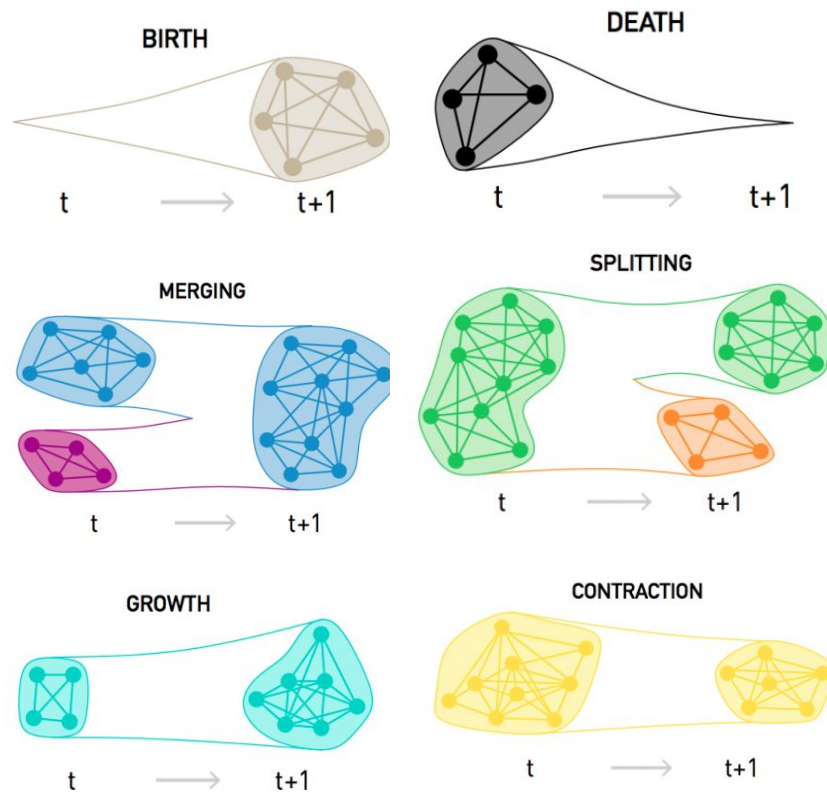 BIRTH
t
t+1
DEATH
t
t+1
MERGING
t
t+1
SPLITTING
t
t+1
GROWTH
t
t+1
CONTRACTION
t
t+1